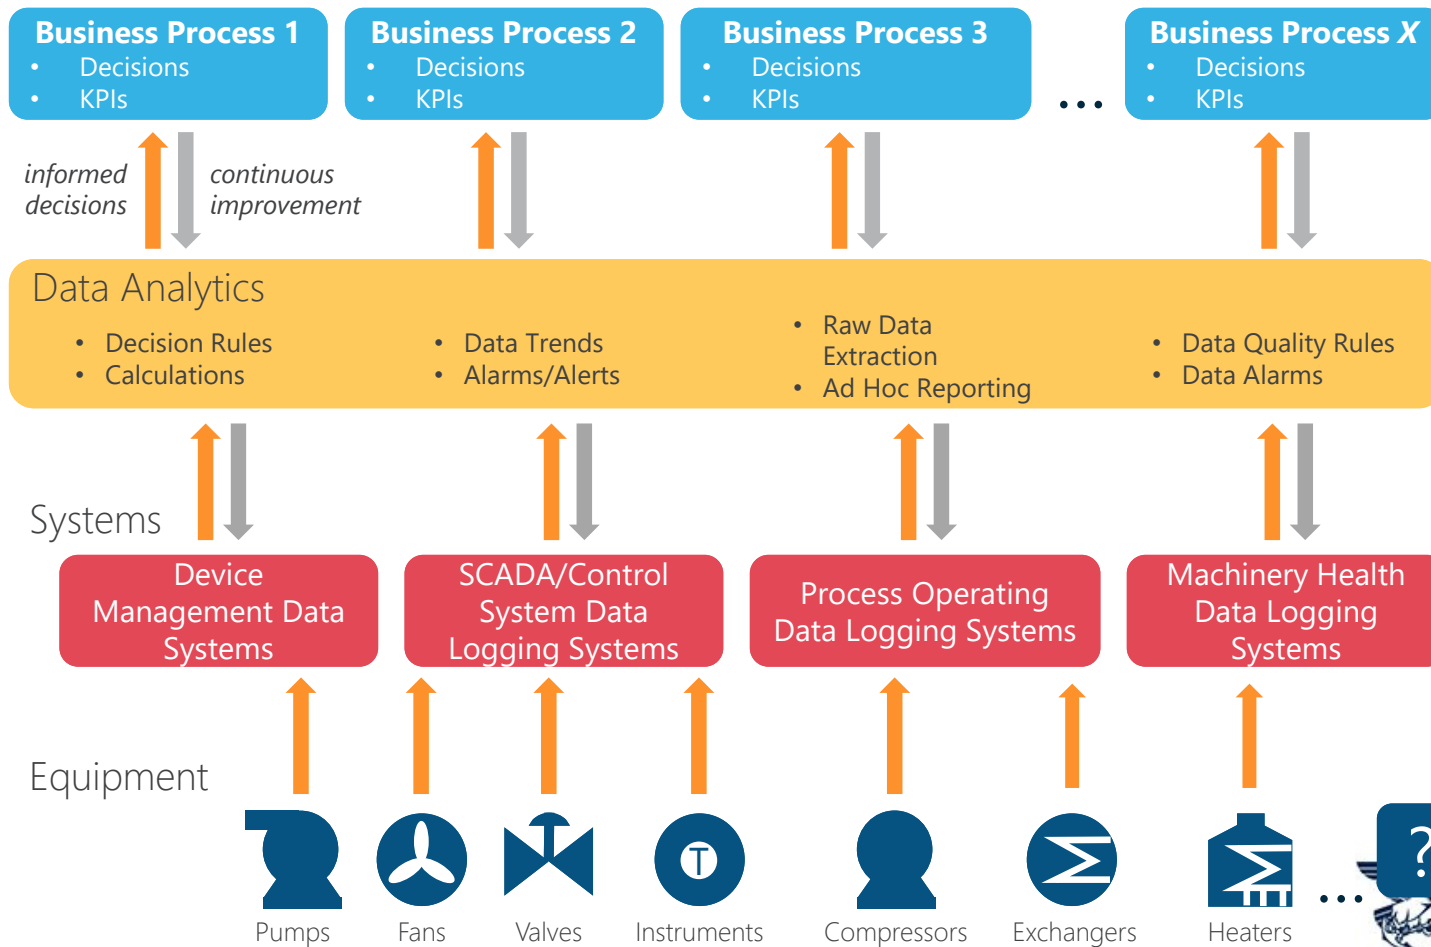 Business Process 1
• Decisions
• KPIs
Business Process 2
• Decisions
• KPIs
Business Process 3
• Decisions
• KPIs
...
Business Process X
• Decisions
• KPIs
informed
decisions
continuous
improvement
Data Analytics
• Decision Rules
• Calculations
• Data Trends
• Alarms/Alerts
• Raw Data
Extraction
• Ad Hoc Reporting
• Data Quality Rules
• Data Alarms
Systems
Device
Management Data
Systems
SCADA/Control
System Data
Logging Systems
Process Operating
Data Logging Systems
Machinery Health
Data Logging
Systems
Equipment
T
...
?
Pumps
Fans
Valves
Instruments
Compressors
Exchangers
Heaters